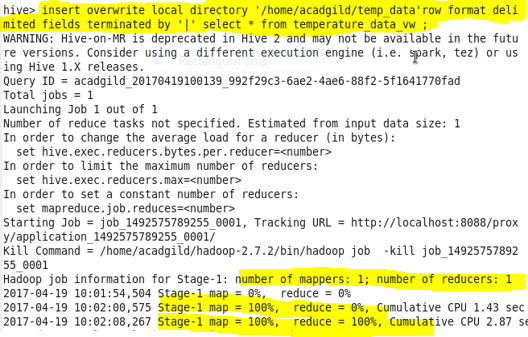 hive> insert overwrite local directory '/home/acadgild/temp_data'row format deli
mited fields terminated by '|' select * from temperature_data_vw ;
WARNING: Hive-on-MR is deprecated in Hive 2 and may not be available in the futu
re versions. Consider using a different execution engine (i.e. spark, tez) or us
ing Hive 1.X releases.
Query ID = acadgild_20170419100139_992f29c3-6ae2-4ae6-88f2-5f1641770fad
Total jobs = 1
Launching Job 1 out of 1
Number of reduce tasks not specified. Estimated from input data size: 1
In order to change the average load for a reducer (in bytes):
  set hive.exec.reducers.bytes.per.reducer=<number>
In order to limit the maximum number of reducers:
  set hive.exec.reducers.max=<number>
In order to set a constant number of reducers:
  set mapreduce.job.reduces=<number>
Starting Job = job_1492575789255_0001, Tracking URL = http://localhost:8088/prox
y/application_1492575789255_0001/
Kill Command = /home/acadgild/hadoop-2.7.2/bin/hadoop job  -kill job_14925757892
55_0001
Hadoop job information for Stage-1: number of mappers: 1; number of reducers: 1
2017-04-19 10:01:54,504 Stage-1 map = 0%,  reduce = 0%
2017-04-19 10:02:00,575 Stage-1 map = 100%,  reduce = 0%, Cumulative CPU 1.43 sec
2017-04-19 10:02:08,267 Stage-1 map = 100%,  reduce = 100%, Cumulative CPU 2.87 se